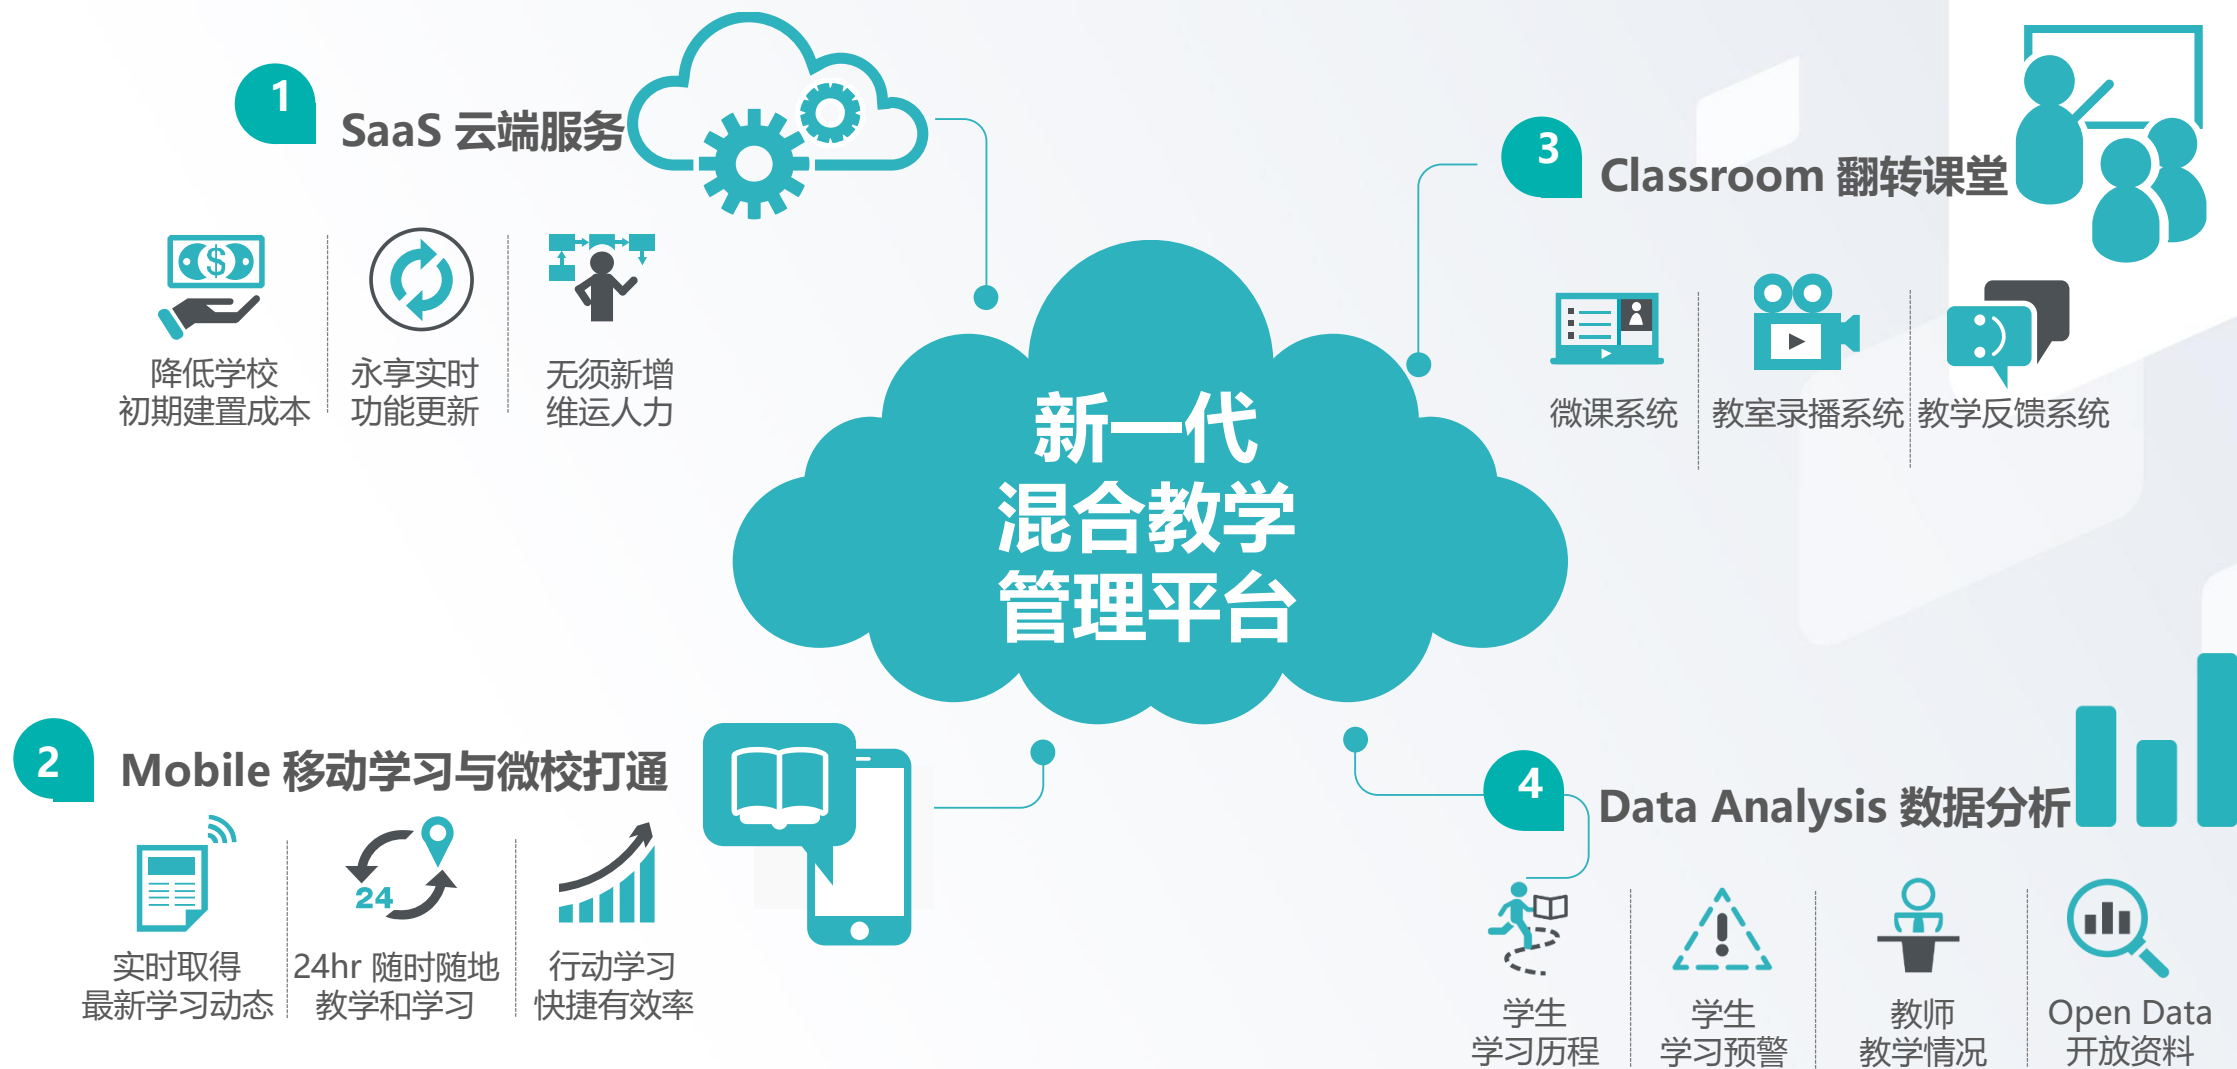 1
SaaS 云端服务
降低学校
初期建置成本
永享实时
功能更新
无须新增
维运人力
新一代
混合教学
管理平台
3
Classroom 翻转课堂
微课系统
教室录播系统
教学反馈系统
2
Mobile 移动学习与微校打通
24
实时取得
最新学习动态
24hr 随时随地
教学和学习
行动学习
快捷有效率
4
Data Analysis 数据分析
学生
学习历程
学生
学习预警
教师
教学情况
Open Data
开放资料